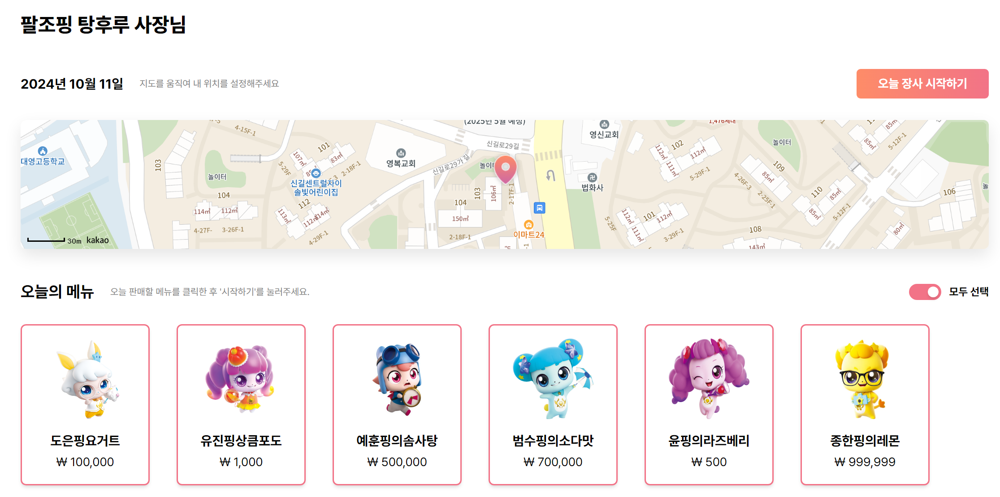 팔조핑 탕후루 사장님
2024년 10월 11일
지도를 움직여 내 위치를 설정해주세요
오늘 장사 시작하기
(2025년 5월 예정)
1,476세대
4-15F-1
영신교회
85㎡
5-12F-1
대영고등학교
103
101
107㎡
83㎡
2-18F-1
5-29F
영복교회
신길로29길
신길로29가길
놀이터
102
112㎡
112㎡
111㎡
5-29F-1
놀이터
109
85㎡
85㎡
4-26F-3
2-25F-1
110
85㎡
85㎡
5-12F-1
106
놀이터
104
신길센트럴자이
솔빛어린이집
112
114㎡
112㎡
113㎡
112㎡
114㎡
4-27F-
3-26F-1
4-29F-1
103
106㎡
2-17F-1
104
150㎡
2-18F-1
법화사
이마트24
101
112㎡
112㎡
111㎡
5-25F
3-29F-1
108
143㎡
80㎡
30m
kakao
오늘의 메뉴
오늘 판매할 메뉴를 클릭한 후 '시작하기'를 눌러주세요.
모두 선택
도은핑요거트
₩ 100,000
유진핑상큼포도
₩ 1,000
예훈핑의솜사탕
₩ 500,000
범수핑의소다맛
₩ 700,000
윤핑의라즈베리
₩ 500
종한핑의레몬
₩ 999,999